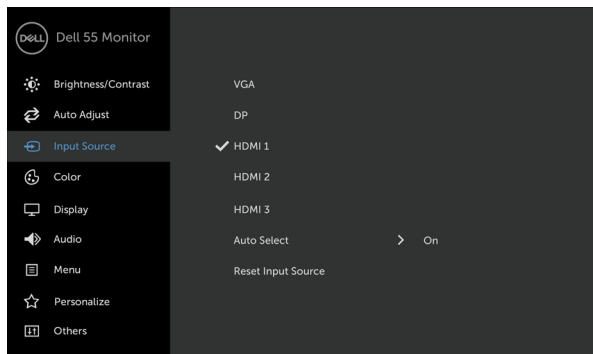 DELL Dell 55 Monitor
Brightness/Contrast VGA
Auto Adjust DP
Input Source HDMI 1
Color HDMI 2
Display HDMI 3
Audio Auto Select On
Menu Reset Input Source
Personalize
Others